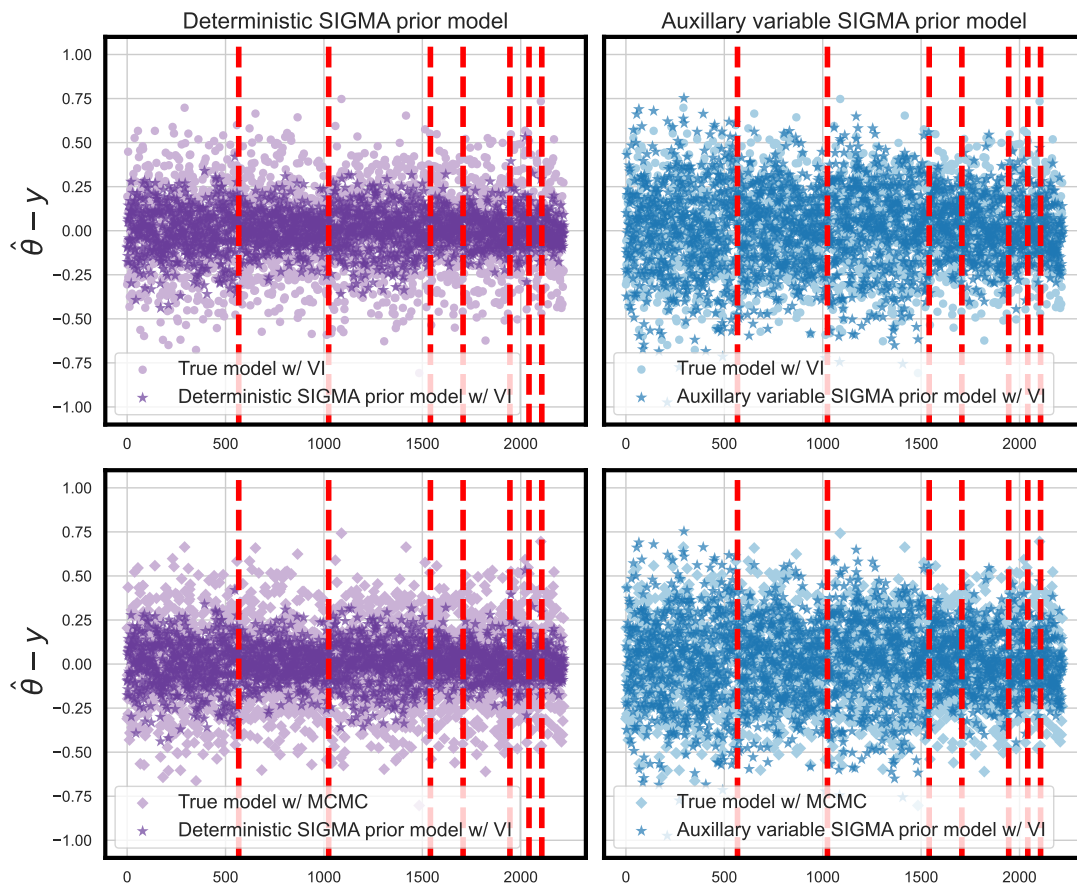 Deterministic SIGMA prior model
Auxillary variable SIGMA prior model
1.00
0.75
0.50
0.25
0.00
−0.25
−0.50
−0.75
−1.00
θ̂ − y
True model w/ VI
Deterministic SIGMA prior model w/ VI
True model w/ VI
Auxillary variable SIGMA prior model w/ VI
0 500 1000 1500 2000
0 500 1000 1500 2000
1.00
0.75
0.50
0.25
0.00
−0.25
−0.50
−0.75
−1.00
θ̂ − y
True model w/ MCMC
Deterministic SIGMA prior model w/ VI
True model w/ MCMC
Auxillary variable SIGMA prior model w/ VI
0 500 1000 1500 2000
0 500 1000 1500 2000